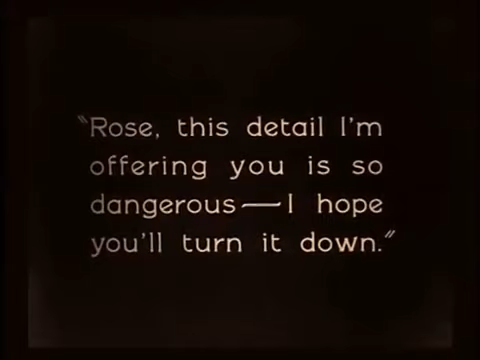 "Rose, this detail I'm
offering you is so
dangerous—I hope
you'll turn it down."